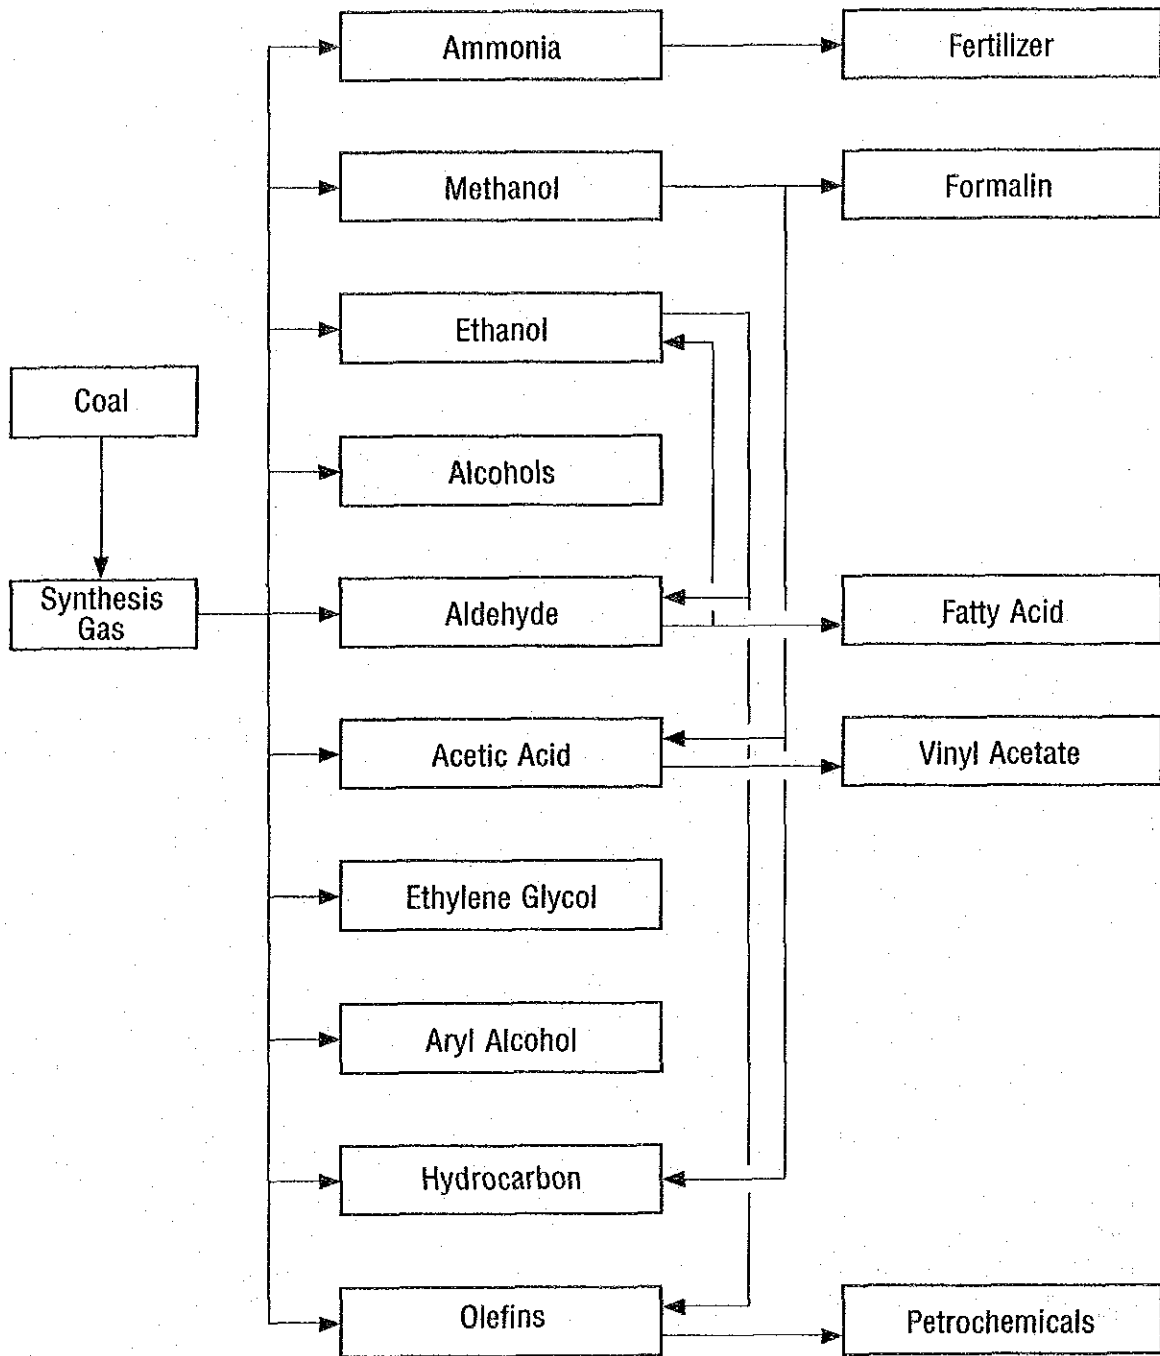 Ammonia
Fertilizer
Methanol
Formalin
Ethanol
Coal
Alcohols
Synthesis
Gas
Aldehyde
Fatty Acid
Acetic Acid
Vinyl Acetate
Ethylene Glycol
Aryl Alcohol
Hydrocarbon
Olefins
Petrochemicals